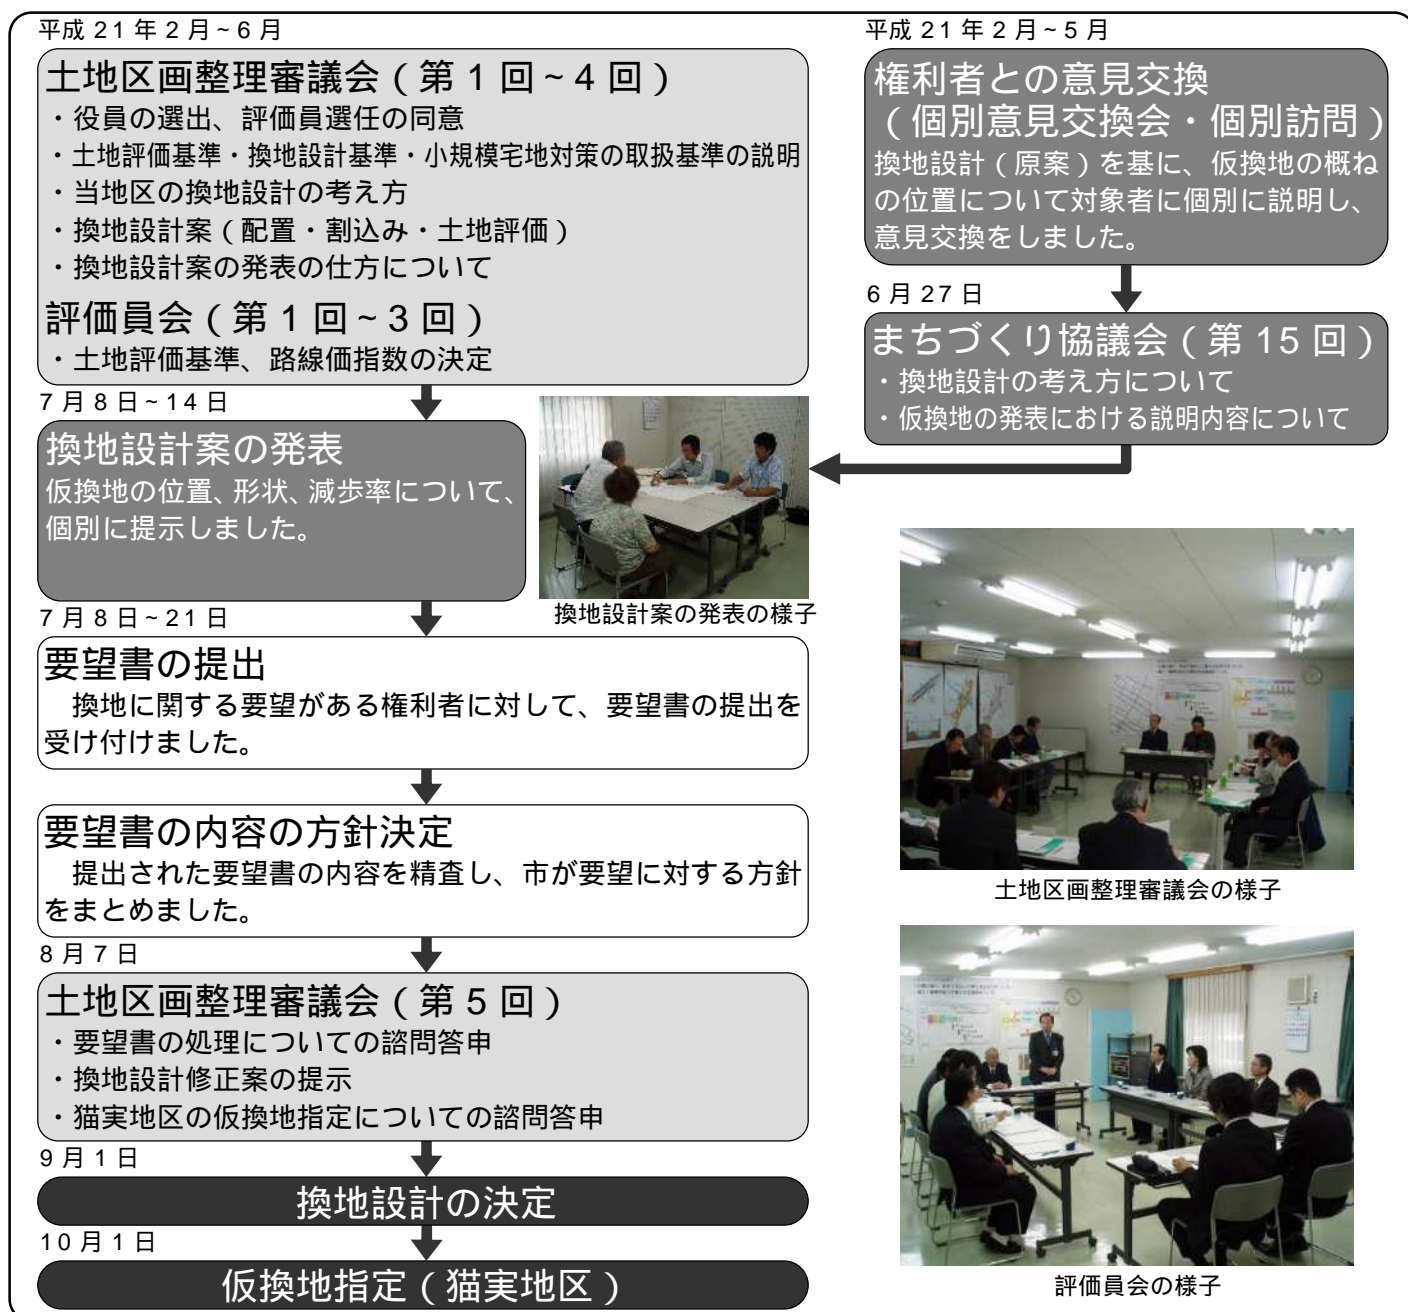 平成 21 年 2 月~ 6 月
土地区画整理審議会（第 1 回~ 4 回）
・役員の選出、評価員選任の同意
・土地評価基準・換地設計基準・小規模宅地対策の取扱基準の説明
・当地区の換地設計の考え方
・換地設計案（配置・割込み・土地評価）
・換地設計案の発表の仕方について
評価員会（第 1 回~ 3 回）
・土地評価基準、路線価指数の決定
7 月 8 日~ 14 日
換地設計案の発表
仮換地の位置、形状、減歩率について、
個別に提示しました。
換地設計案の発表の様子
7 月 8 日~ 21 日
要望書の提出
換地に関する要望がある権利者に対して、要望書の提出を
受け付けました。
要望書の内容の方針決定
提出された要望書の内容を精査し、市が要望に対する方針
をまとめました。
8 月 7 日
土地区画整理審議会（第 5 回）
・要望書の処理についての諮問答申
・換地設計修正案の提示
・猫実地区の仮換地指定についての諮問答申
9 月 1 日
換地設計の決定
10 月 1 日
仮換地指定（猫実地区）
平成 21 年 2 月~ 5 月
権利者との意見交換
（個別意見交換会・個別訪問）
換地設計（原案）を基に、仮換地の概ね
の位置について対象者に個別に説明し、
意見交換をしました。
6 月 27 日
まちづくり協議会（第 15 回）
・換地設計の考え方について
・仮換地の発表における説明内容について
土地区画整理審議会の様子
評価員会の様子